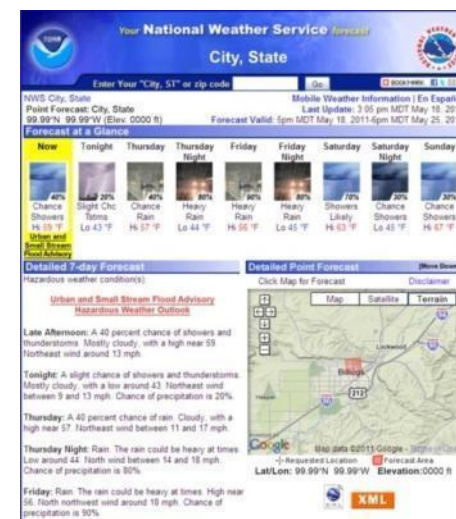 Your National Weather Service forecast
City, State
Enter Your "City, ST" or zip code
Go
NWS City, State
Mobile Weather Information | En Españ
Point Forecast: City, State
Last Update: 3:05 pm MDT May 18, 201
99.99°N 99.99°W (Elev. 0000 ft)
Forecast Valid: 6pm MDT May 18, 2011-6pm MDT May 25, 201
Forecast at a Glance
Now
Tonight
Thursday
Thursday Night
Friday
Friday Night
Saturday
Saturday Night
Sunday
40%
20%
40%
80%
90%
70%
30%
30%
Chance Showers
Hi 59 °F
Slight Chc Tstms
Lo 43 °F
Chance Rain
Hi 57 °F
Heavy Rain
Lo 44 °F
Heavy Rain
Hi 56 °F
Heavy Rain
Lo 45 °F
Showers Likely
Hi 63 °F
Chance Showers
Lo 45 °F
Chance Showers
Hi 67 °F
Urban and
Small Stream
Flood Advisory
Detailed 7-day Forecast
Hazardous weather condition(s):
Urban and Small Stream Flood Advisory
Hazardous Weather Outlook
Late Afternoon: A 40 percent chance of showers and
thunderstorms. Mostly cloudy, with a high near 59.
Northeast wind around 13 mph.
Tonight: A slight chance of showers and thunderstorms.
Mostly cloudy, with a low around 43. Northeast wind
between 9 and 13 mph. Chance of precipitation is 20%.
Thursday: A 40 percent chance of rain. Cloudy, with a
high near 57. Northeast wind between 11 and 17 mph.
Thursday Night: Rain. The rain could be heavy at times.
Low around 44. North wind between 14 and 18 mph.
Chance of precipitation is 80%.
Friday: Rain. The rain could be heavy at times. High near
56. North northwest wind around 18 mph. Chance of
precipitation is 90%.
Detailed Point Forecast
[Move Down
Click Map for Forecast
Disclaimer
Map
Satellite
Terrain
Lockwood
Billings
212
Google
Map data ©2011 Google -
Requested Location
Forecast Area
Lat/Lon: 99.99°N 99.99°W Elevation:0000 ft
XML